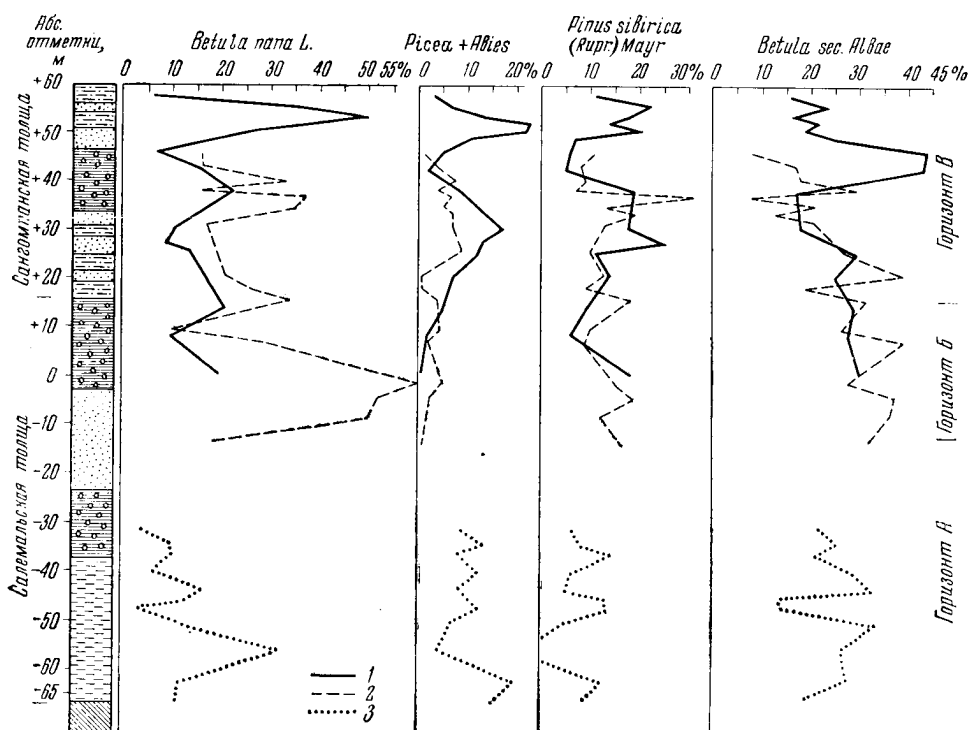 Абс.
отметки,
м
Betula nana L.
Picea + Abies
Pinus sibirica
(Rupr.) Mayr
Betula sec. Albae
0 10 20 30 40 50 55%
0 10 20%
0 10 30%
10 20 30 40 45%
+60
+50
+40
+30
+20
+10
0
-10
-20
-30
-40
-50
-60
-65
Сангомпанская толща
Салемальская толща
Горизонт В
Горизонт Б
Горизонт А
1
2
3